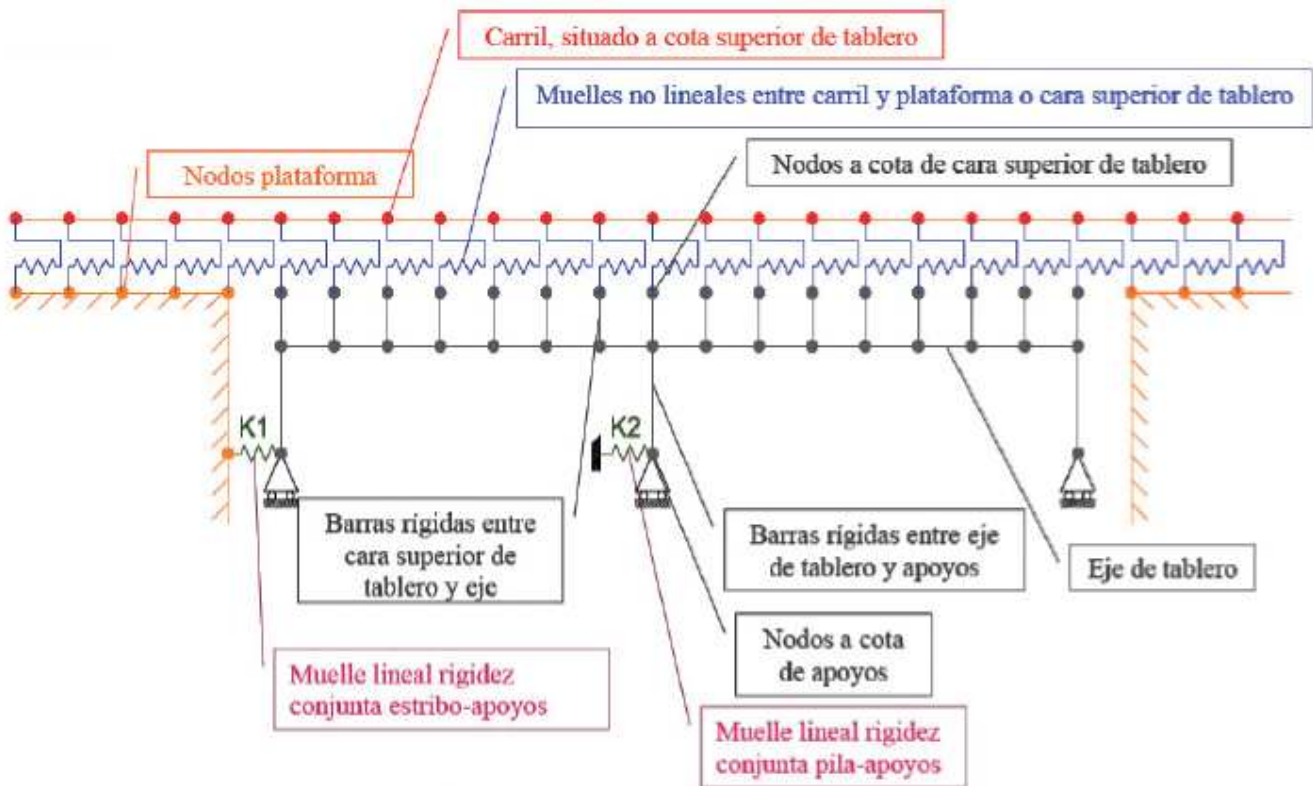 Carril, situado a cota superior de tablero
Muelles no lineales entre carril y plataforma o cara superior de tablero
Nodos plataforma
Nodos a cota de cara superior de tablero
K1
K2
Barras rígidas entre
cara superior de
tablero y eje
Barras rígidas entre eje
de tablero y apoyos
Eje de tablero
Nodos a cota
de apoyos
Muelle lineal rigidez
conjunta estribo-apoyos
Muelle lineal rigidez
conjunta pila-apoyos